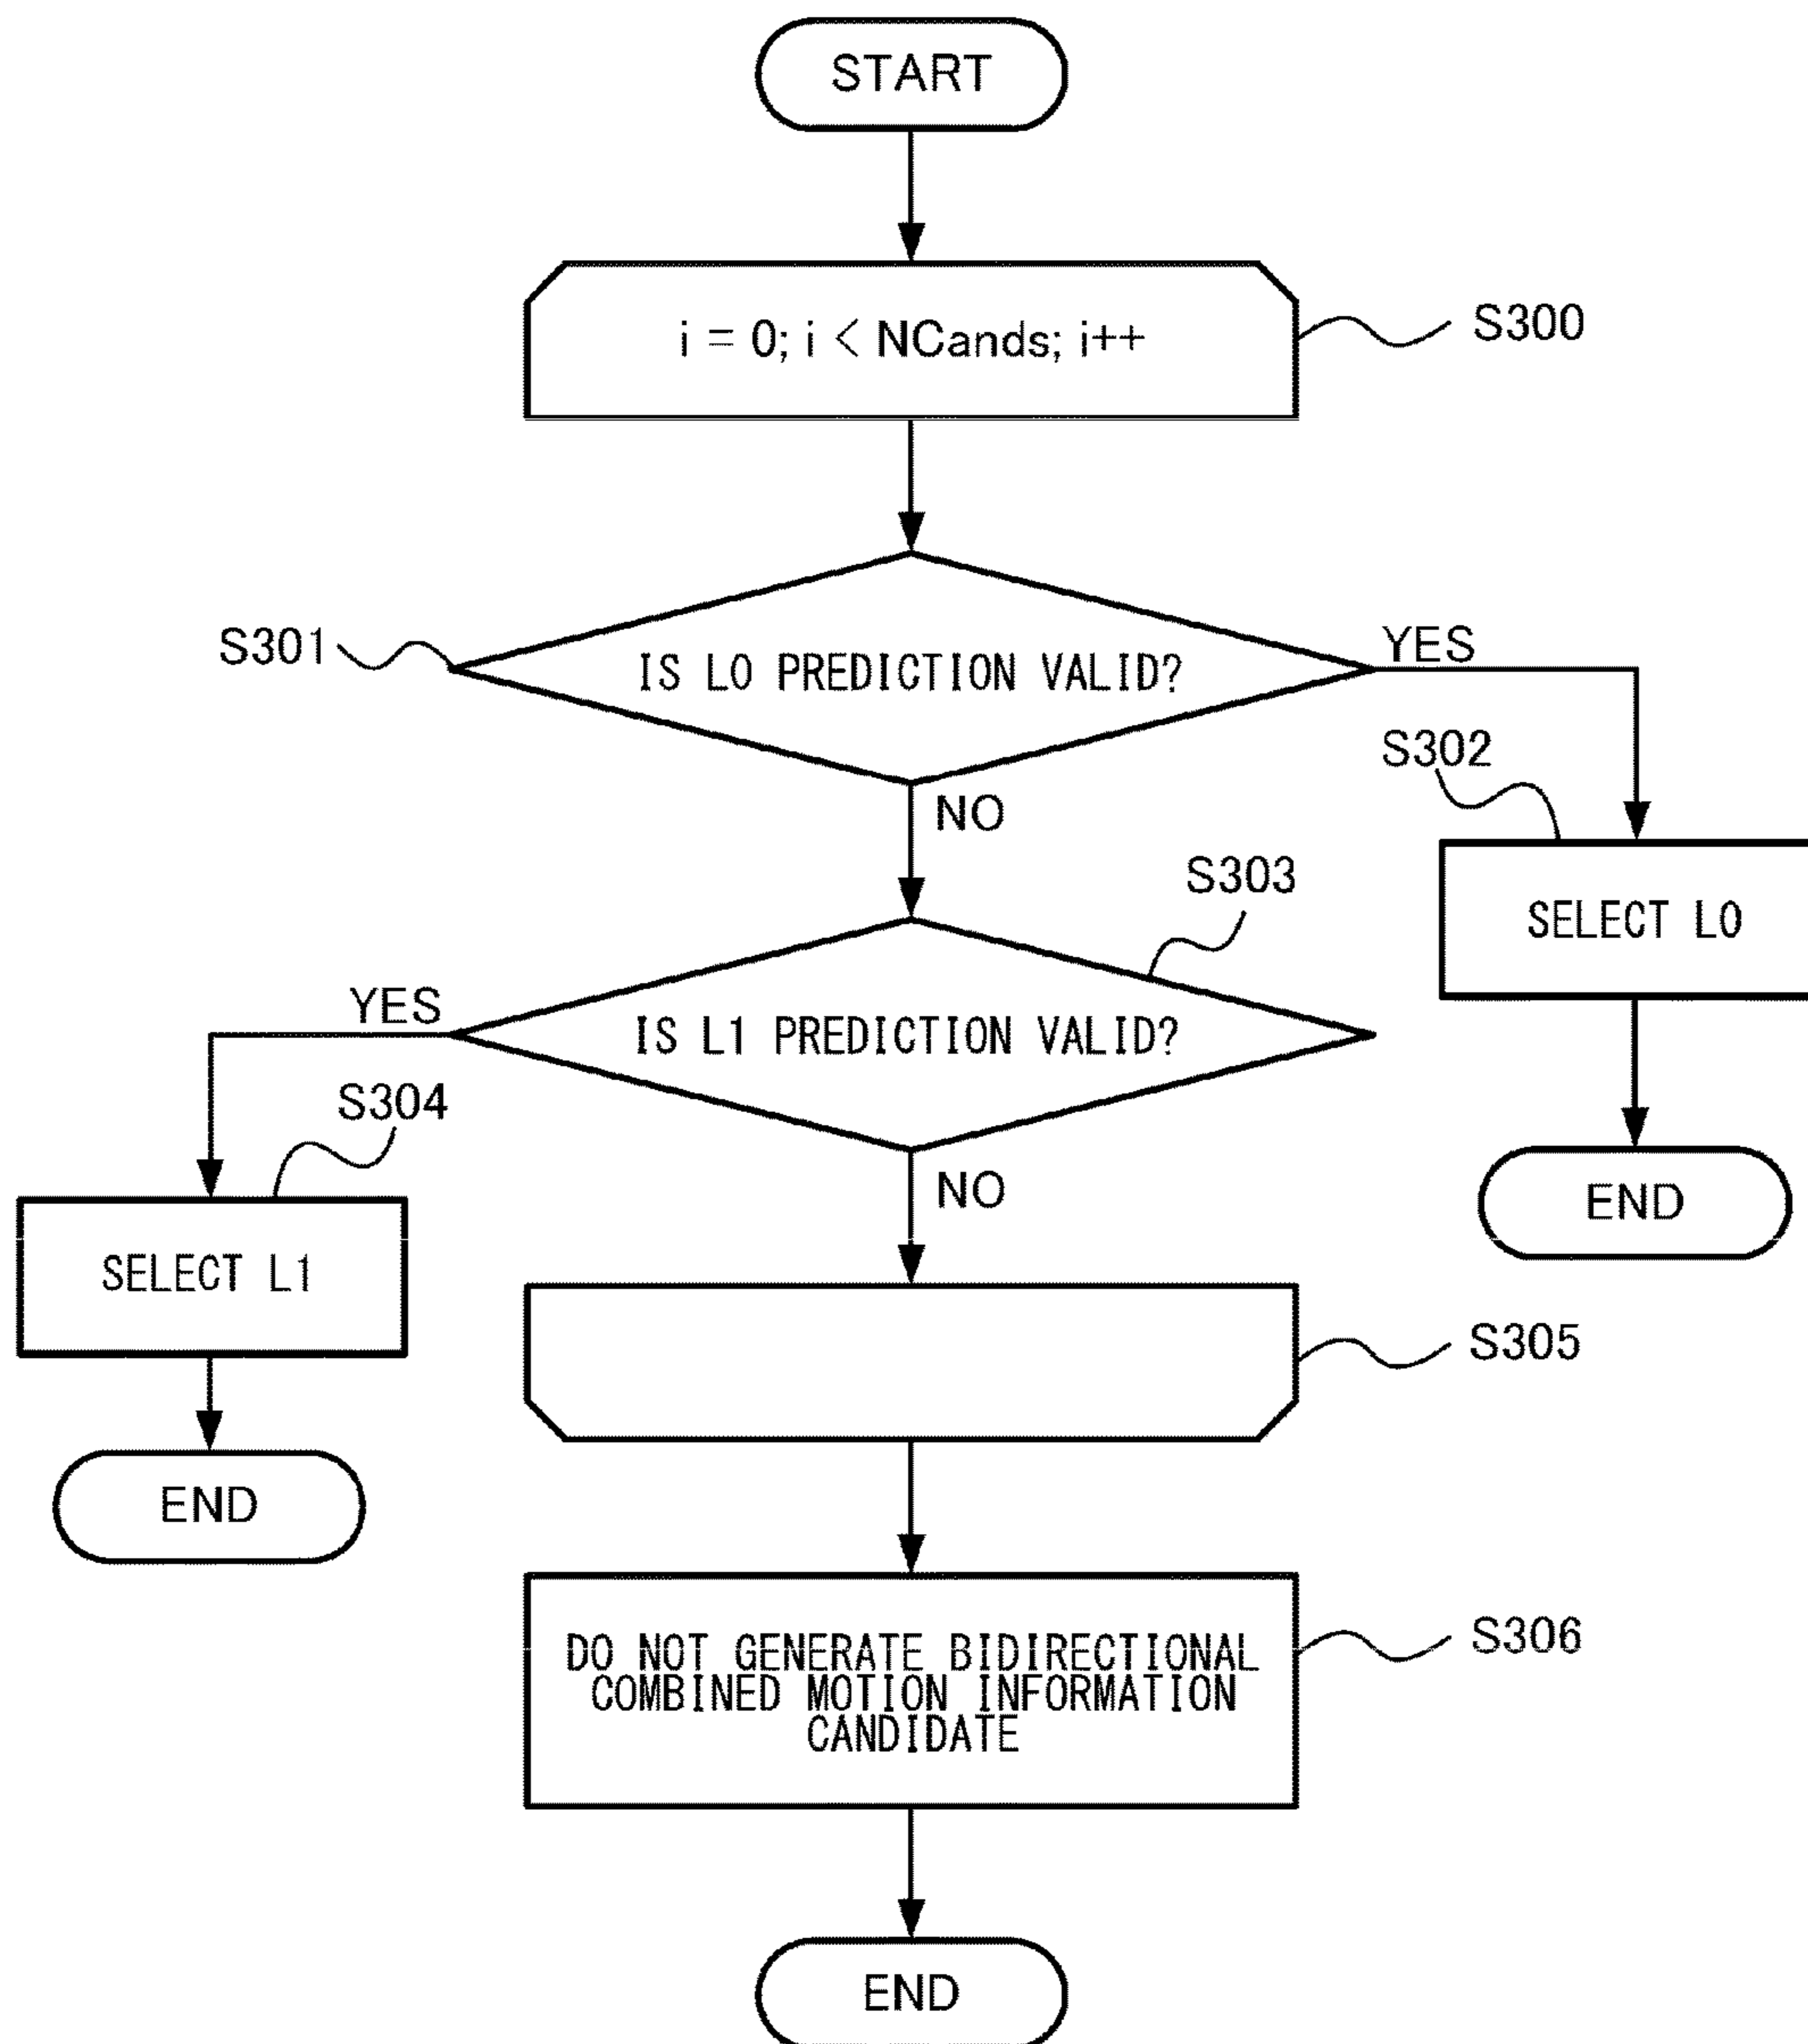 START
i = 0; i < NCands; i++
S300
S301
IS L0 PREDICTION VALID?
YES
S302
NO
SELECT L0
S303
YES
IS L1 PREDICTION VALID?
S304
NO
END
SELECT L1
S305
END
DO NOT GENERATE BIDIRECTIONAL
COMBINED MOTION INFORMATION
CANDIDATE
S306
END